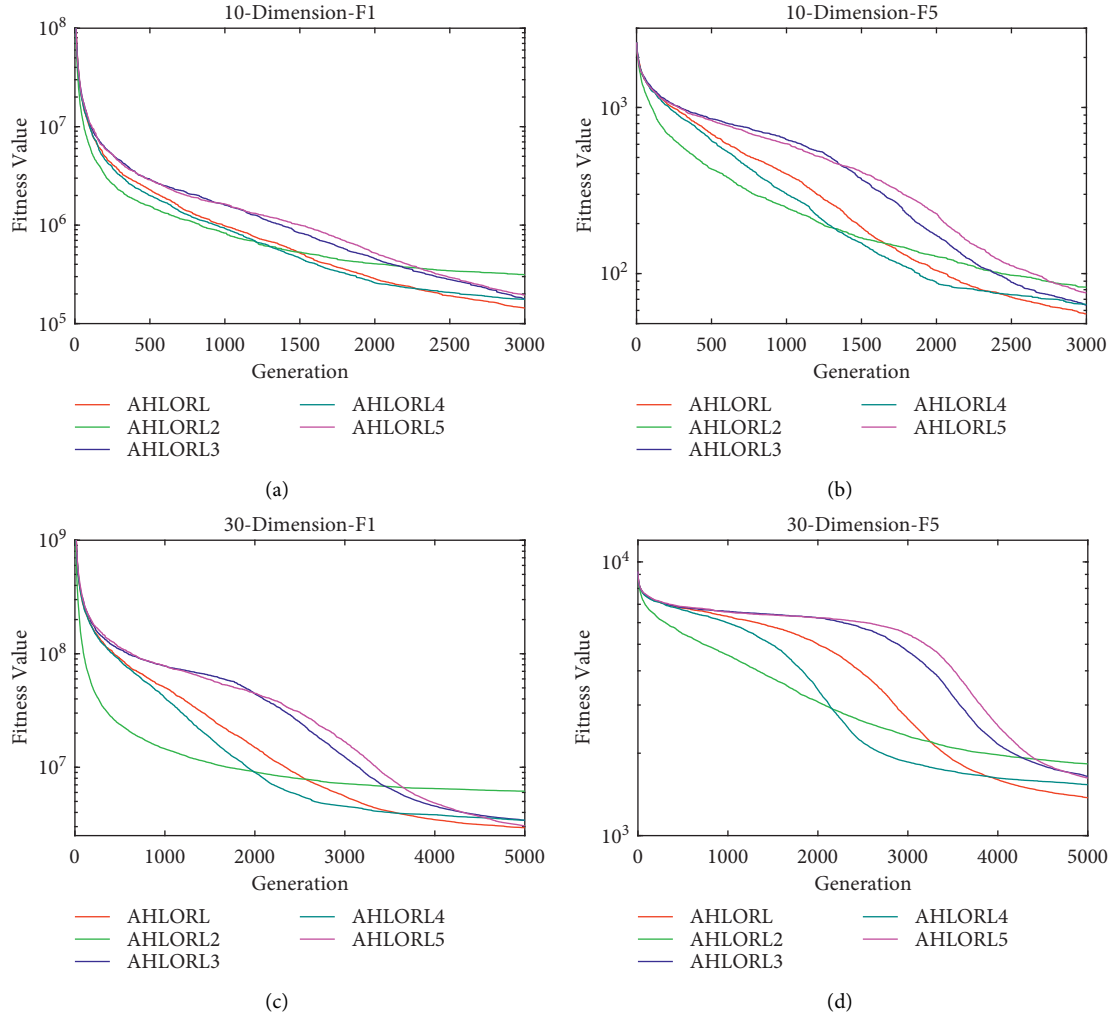 10-Dimension-F1
10^8
10^7
10^6
10^5
Fitness Value
0 500 1000 1500 2000 2500 3000
Generation
AHLORL
AHLORL2
AHLORL3
AHLORL4
AHLORL5
(a)
10-Dimension-F5
10^3
10^2
Fitness Value
0 500 1000 1500 2000 2500 3000
Generation
AHLORL
AHLORL2
AHLORL3
AHLORL4
AHLORL5
(b)
30-Dimension-F1
10^9
10^8
10^7
Fitness Value
0 1000 2000 3000 4000 5000
Generation
AHLORL
AHLORL2
AHLORL3
AHLORL4
AHLORL5
(c)
30-Dimension-F5
10^4
10^3
Fitness Value
0 1000 2000 3000 4000 5000
Generation
AHLORL
AHLORL2
AHLORL3
AHLORL4
AHLORL5
(d)